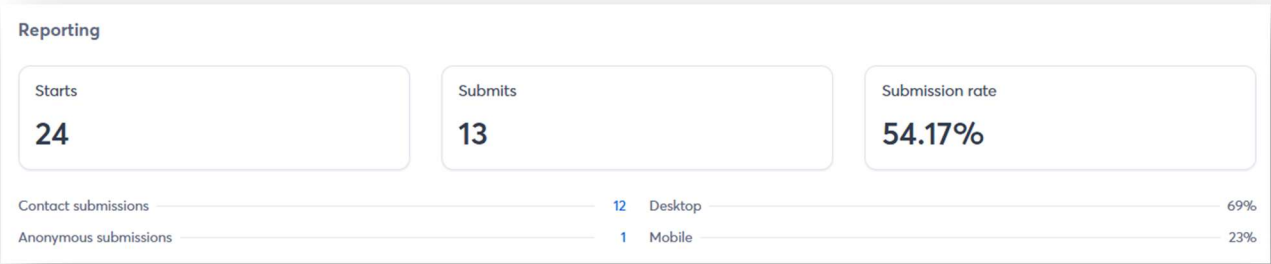 Reporting
Starts
24
Submits
13
Submission rate
54.17%
Contact submissions 12
Anonymous submissions 1
Desktop 69%
Mobile 23%